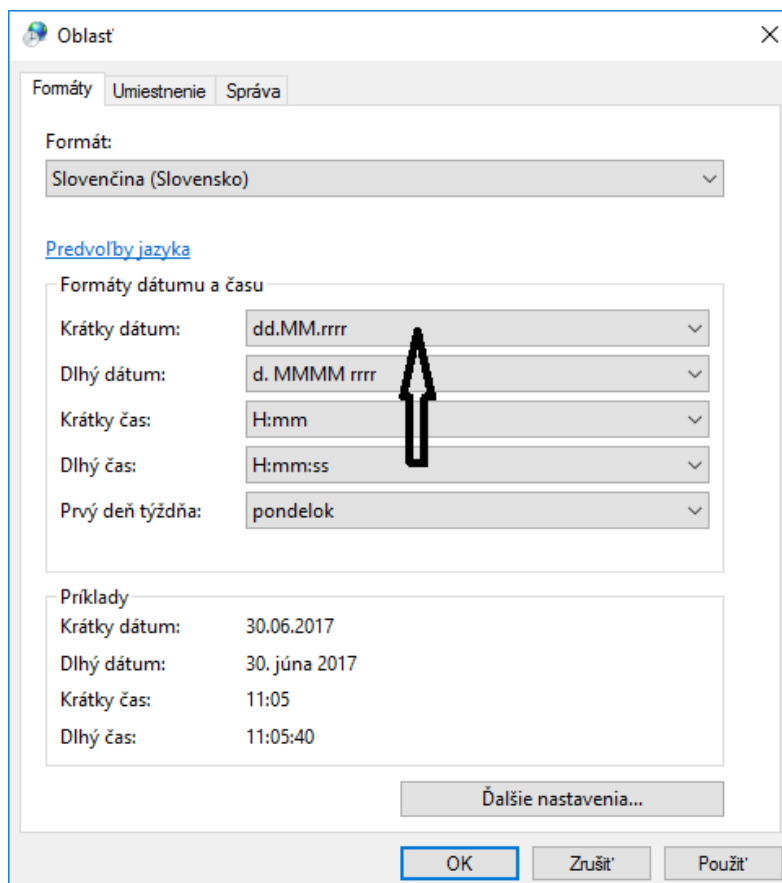 Oblasť
Formáty Umiestnenie Správa
Formát:
Slovenčina (Slovensko)
Predvoľby jazyka
Formáty dátumu a času
Krátky dátum: dd.MM.rrrr
Dlhý dátum: d. MMMM rrrr
Krátky čas: H:mm
Dlhý čas: H:mm:ss
Prvý deň týždňa: pondelok
Príklady
Krátky dátum: 30.06.2017
Dlhý dátum: 30. júna 2017
Krátky čas: 11:05
Dlhý čas: 11:05:40
Ďalšie nastavenia...
OK Zrušiť Použiť